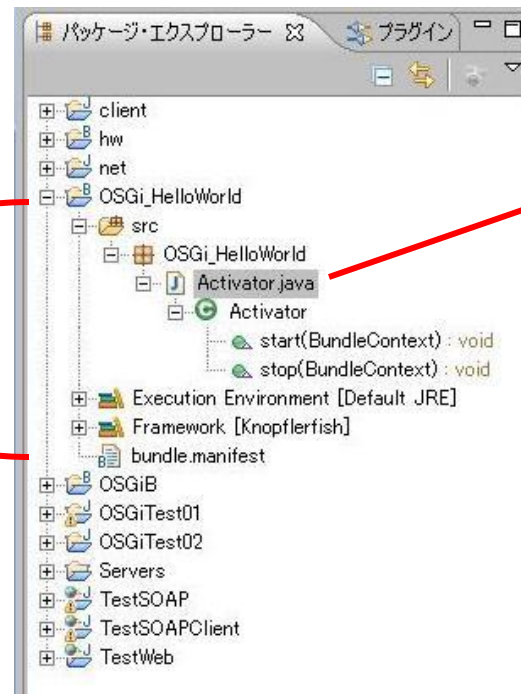 パッケージ・エクスプローラー プラグイン
client
hw
net
OSGi_HelloWorld
src
OSGi_HelloWorld
Activator.java
Activator
start(BundleContext) : void
stop(BundleContext) : void
Execution Environment [Default JRE]
Framework [Knopflerfish]
bundle.manifest
OSGiB
OSGiTest01
OSGiTest02
Servers
TestSOAP
TestSOAPClient
TestWeb